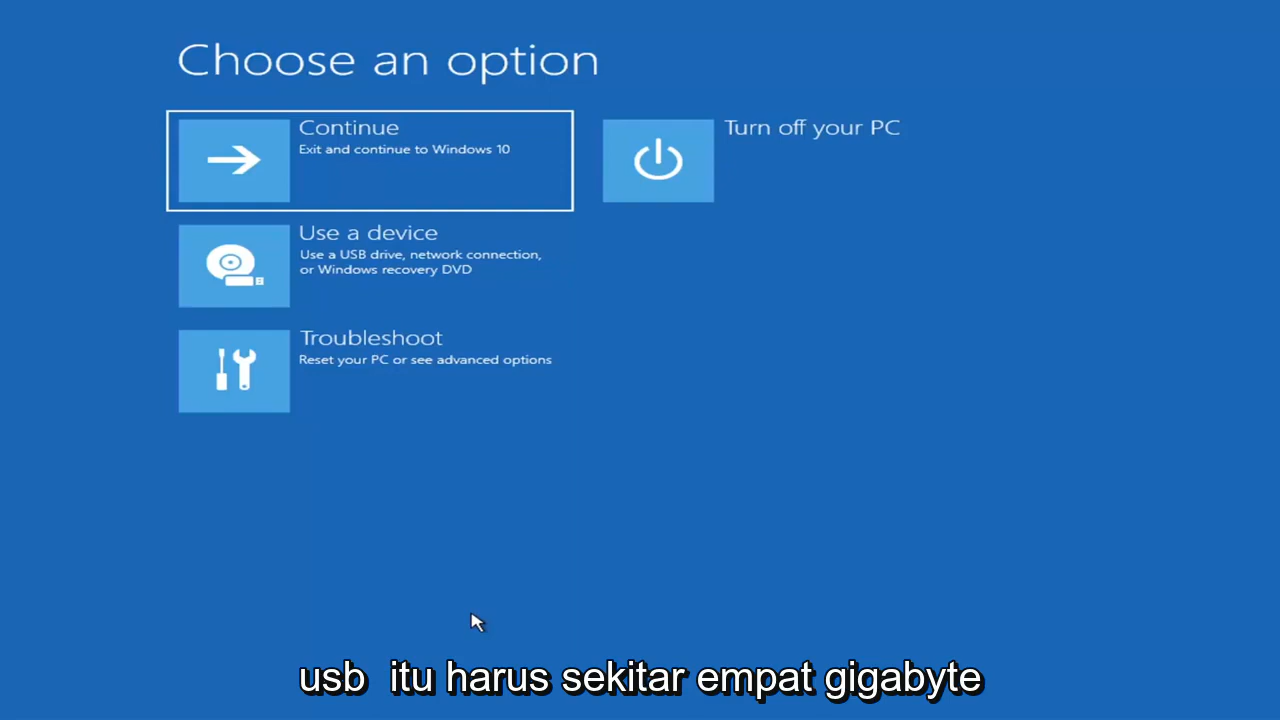 Choose an option
Continue
Exit and continue to Windows 10
Turn off your PC
Use a device
Use a USB drive, network connection,
or Windows recovery DVD
Troubleshoot
Reset your PC or see advanced options
usb itu harus sekitar empat gigabyte